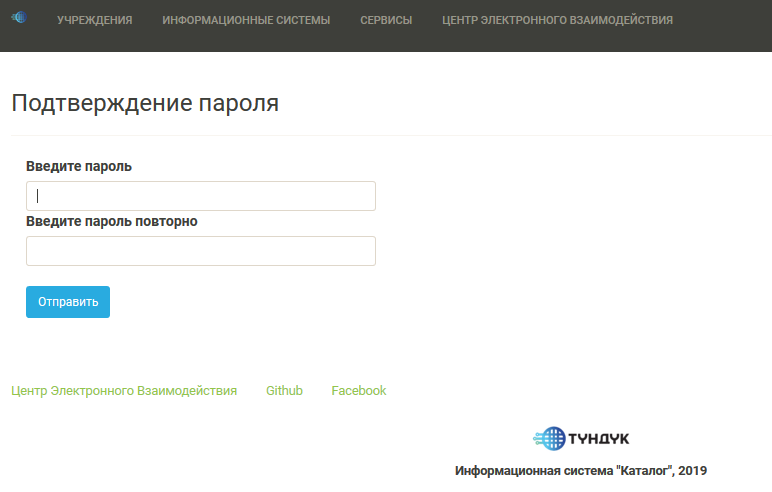 УЧРЕЖДЕНИЯ ИНФОРМАЦИОННЫЕ СИСТЕМЫ СЕРВИСЫ ЦЕНТР ЭЛЕКТРОННОГО ВЗАИМОДЕЙСТВИЯ
Подтверждение пароля
Введите пароль
Введите пароль повторно
Отправить
Центр Электронного Взаимодействия Github Facebook
ТҮНДҮК
Информационная система "Каталог", 2019